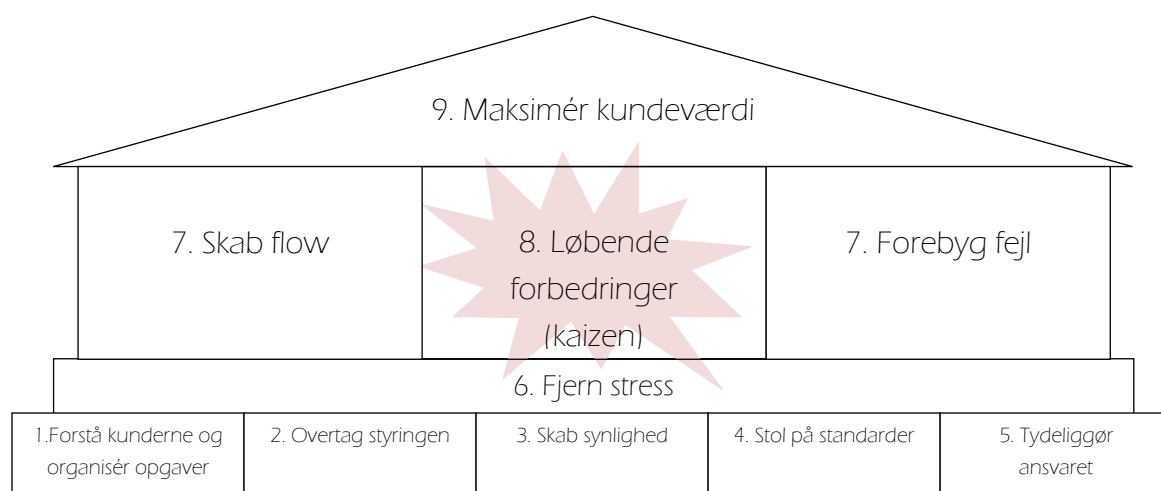 9. Maksimér kundeværdi
7. Skab flow
8. Løbende
forbedringer
(kaizen)
7. Forebyg fejl
6. Fjern stress
1.Forstå kunderne og
organisér opgaver
2. Overtag styringen
3. Skab synlighed
4. Stol på standarder
5. Tydeliggør
ansvaret